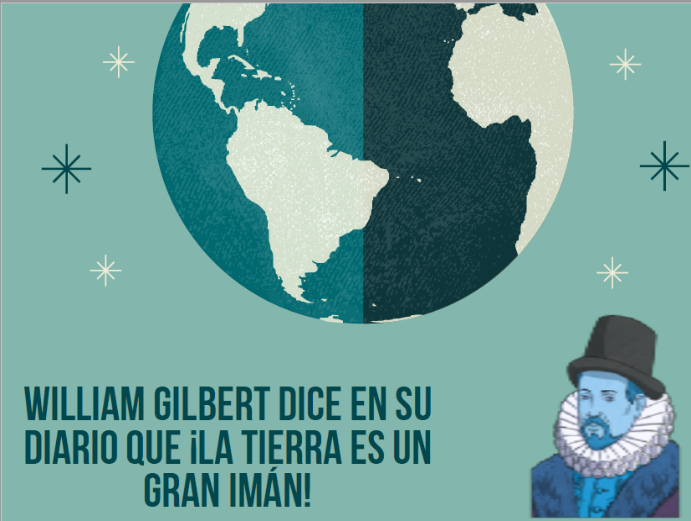 WILLIAM GILBERT DICE EN SU
DIARIO QUE ¡LA TIERRA ES UN
GRAN IMÁN!